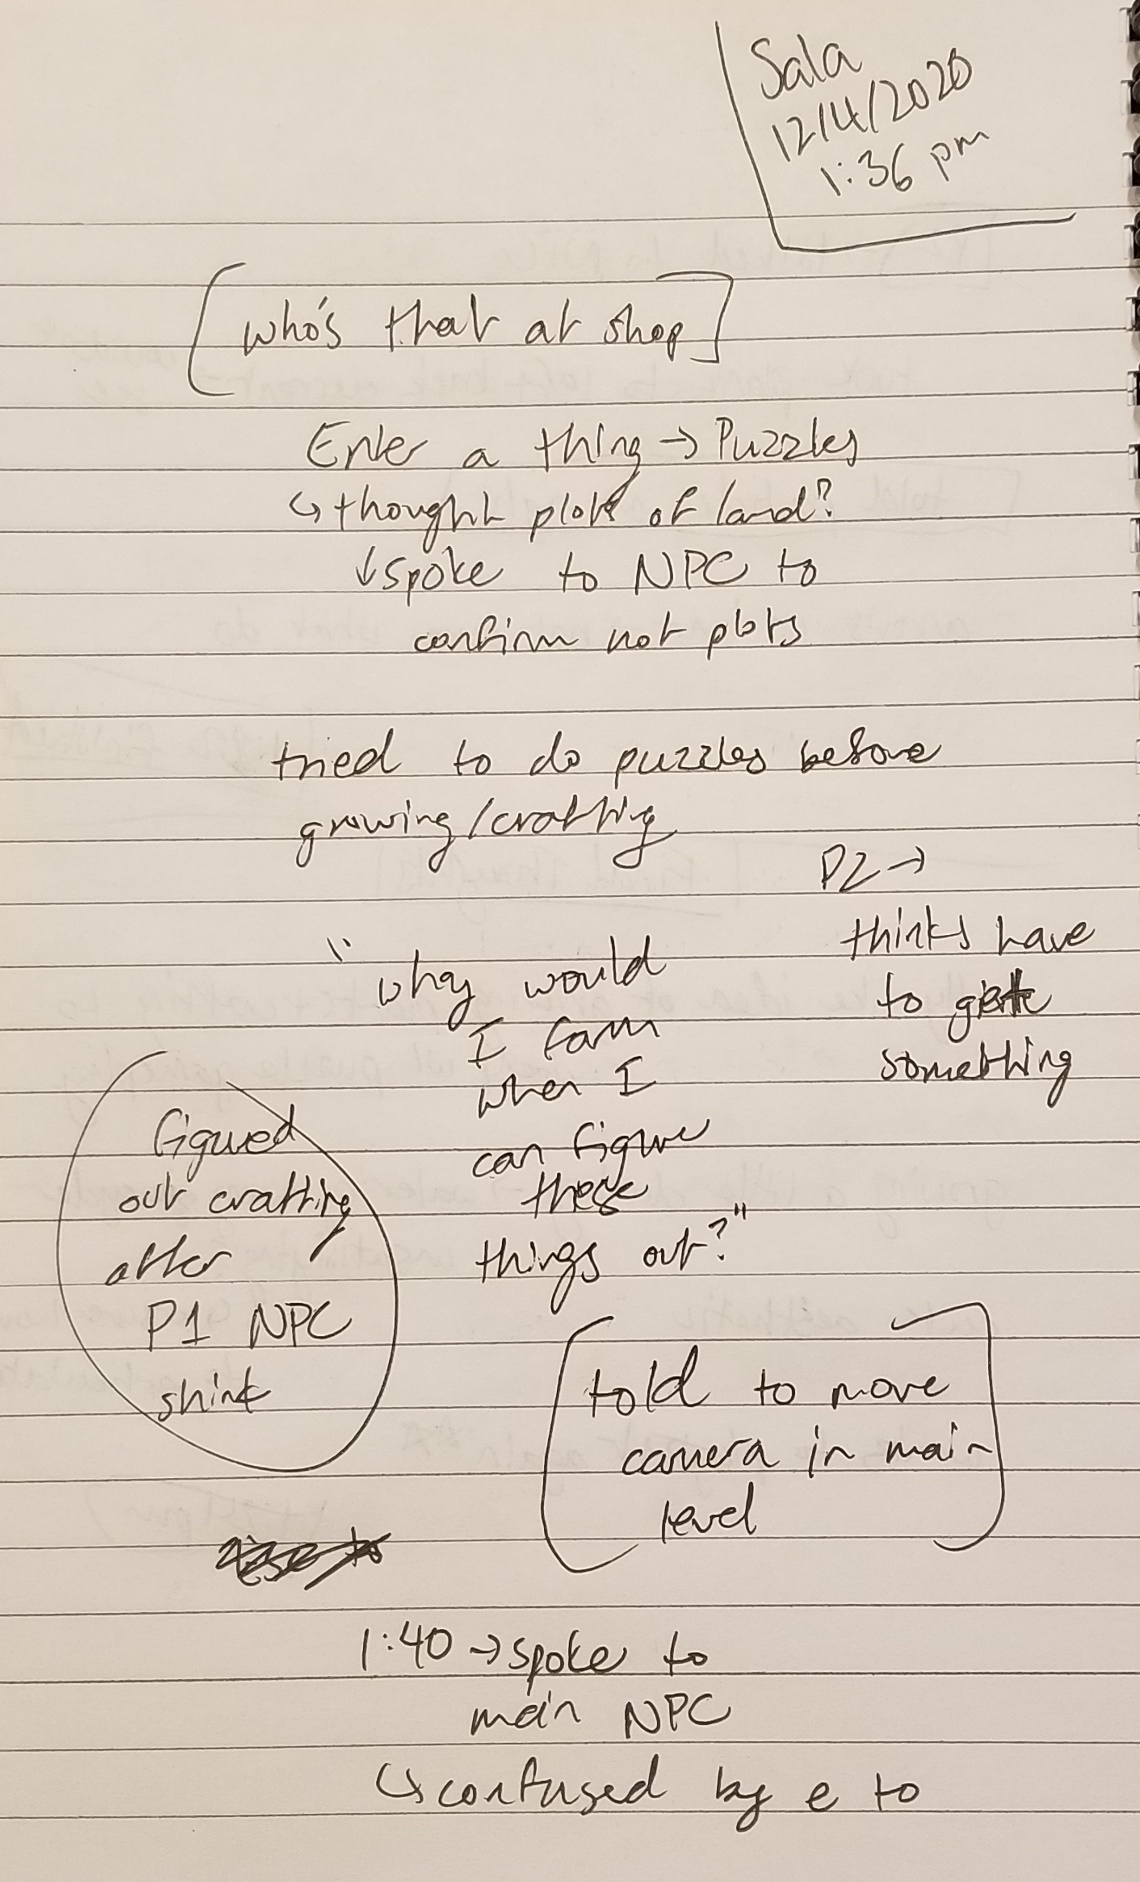 Sala
12/4/2020
1:36 pm
[who's that at shop]
Enter a thing → Puzzles
↳ thought plots of land?
↓ spoke to NPC to
confirm not plots
tried to do puzzles before
growing/crafting
P2 →
thinks have
to
something
"why would
I farm
when I
can figure
these
things out?"
figured
out crafting
after
P1 NPC
[told to move
camera in main
level]
1:40 → spoke to
main NPC
↳ confused by e to